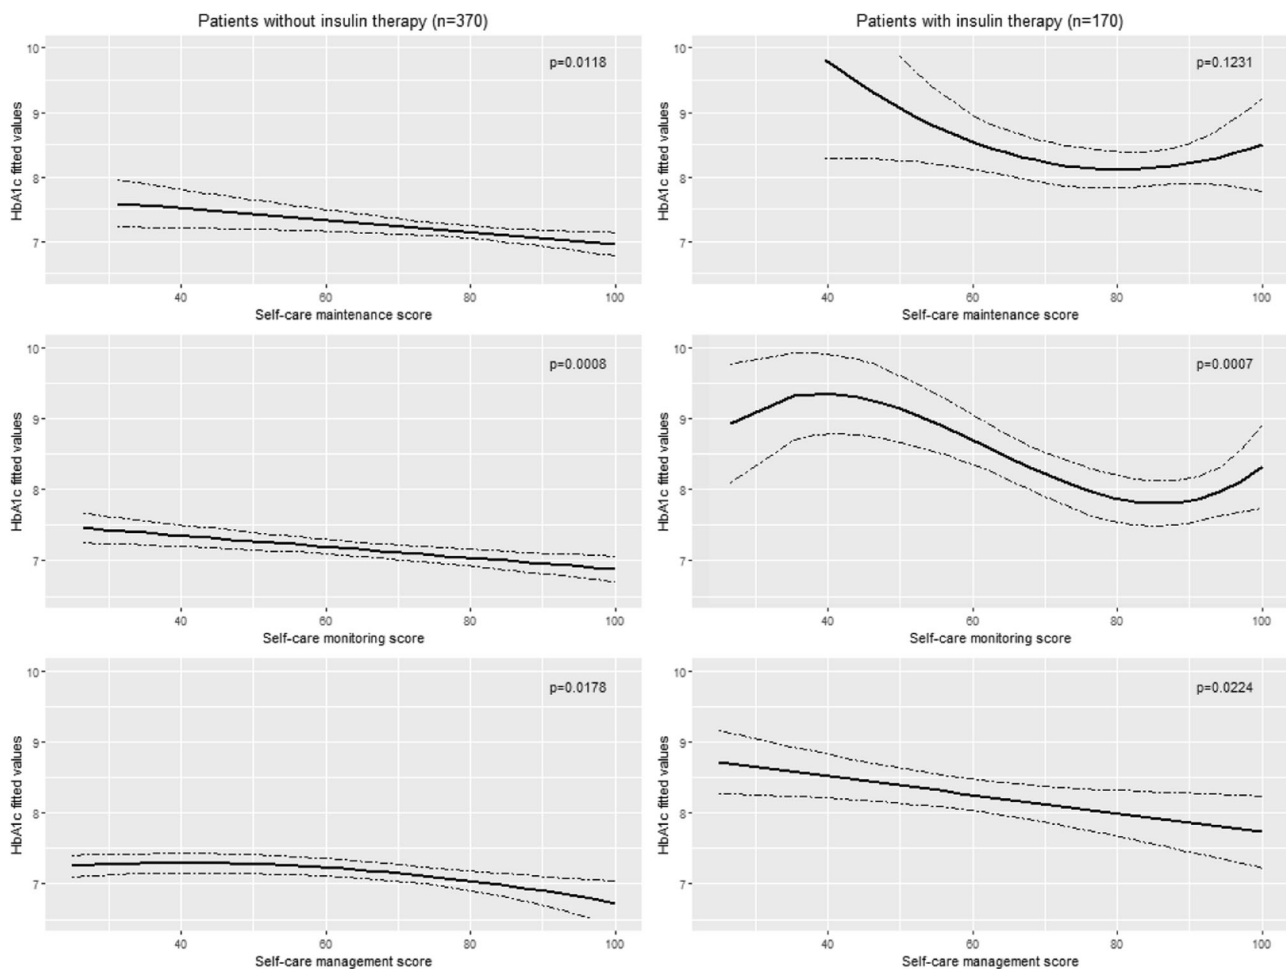 Patients without insulin therapy (n=370)
p=0.0118
HbA1c fitted values
10
9
8
7
40 60 80 100
Self-care maintenance score
Patients with insulin therapy (n=170)
p=0.1231
HbA1c fitted values
10
9
8
7
40 60 80 100
Self-care maintenance score
p=0.0008
HbA1c fitted values
10
9
8
7
40 60 80 100
Self-care monitoring score
p=0.0007
HbA1c fitted values
10
9
8
7
40 60 80 100
Self-care monitoring score
p=0.0178
HbA1c fitted values
10
9
8
7
40 60 80 100
Self-care management score
p=0.0224
HbA1c fitted values
10
9
8
7
40 60 80 100
Self-care management score